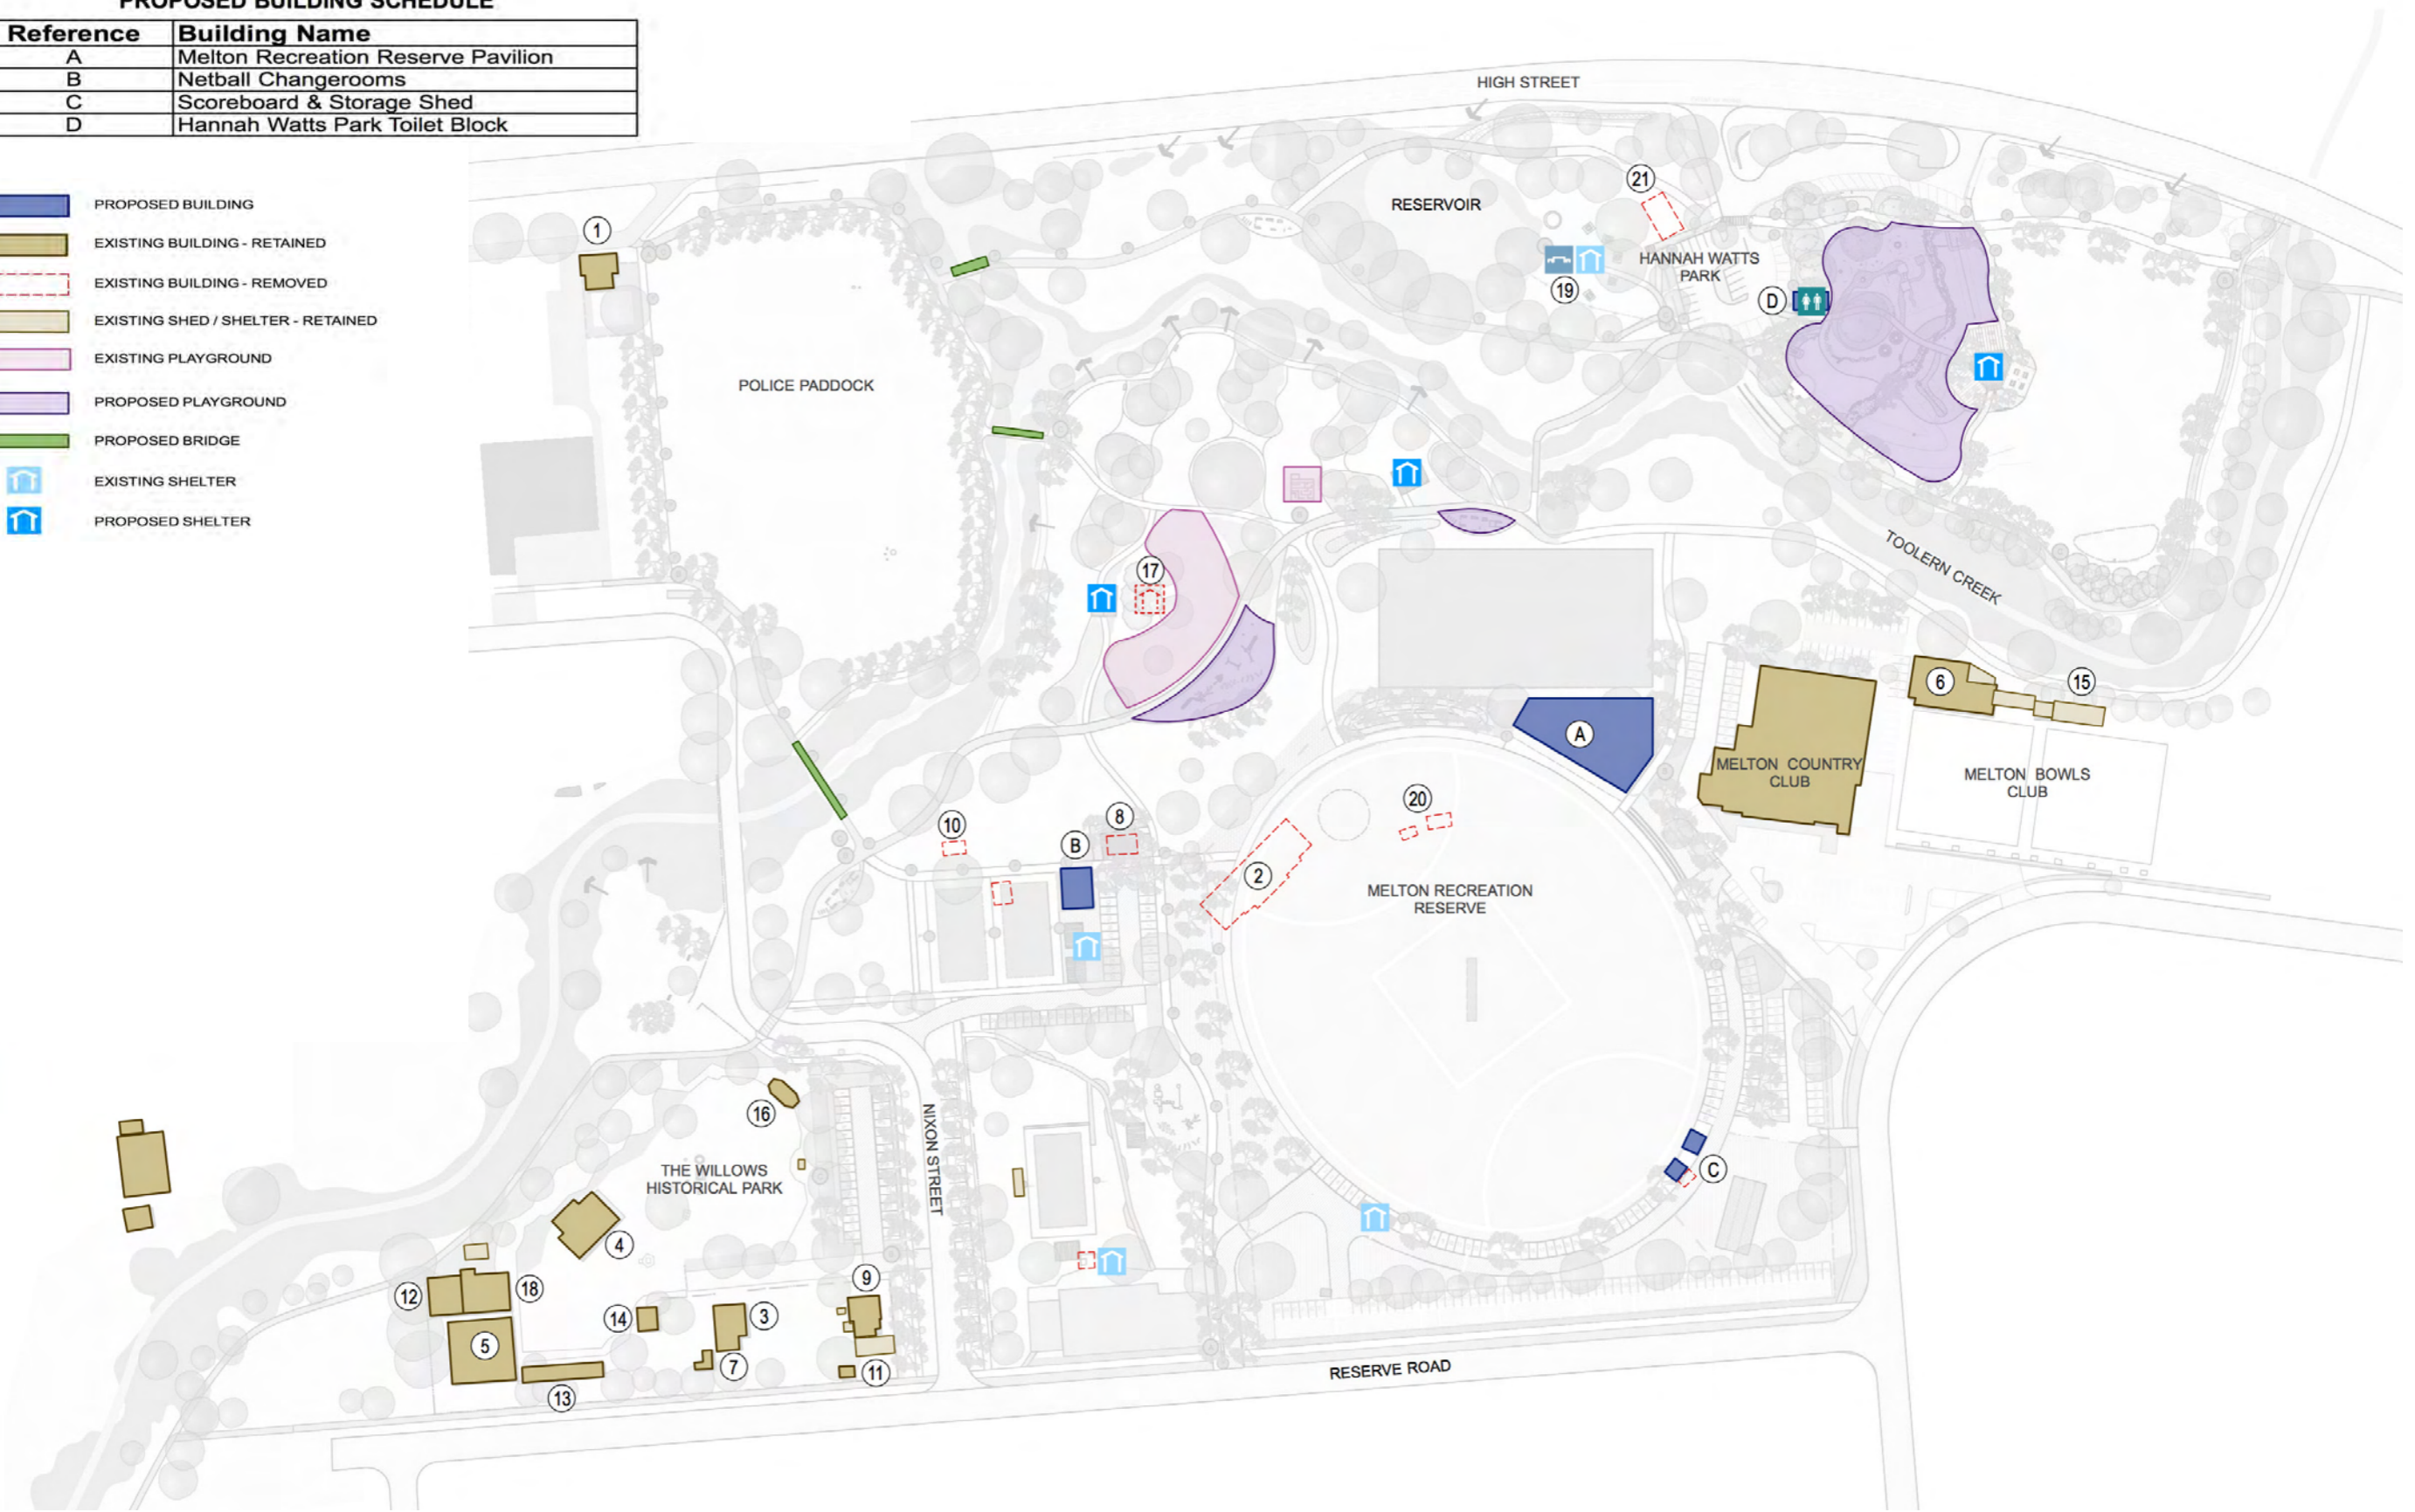 PROPOSED BUILDING SCHEDULE
Reference Building Name
A Melton Recreation Reserve Pavilion
B Netball Changerooms
C Scoreboard & Storage Shed
D Hannah Watts Park Toilet Block
PROPOSED BUILDING
EXISTING BUILDING - RETAINED
EXISTING BUILDING - REMOVED
EXISTING SHED / SHELTER - RETAINED
EXISTING PLAYGROUND
PROPOSED PLAYGROUND
PROPOSED BRIDGE
EXISTING SHELTER
PROPOSED SHELTER
HIGH STREET
21
RESERVOIR
1
HANNAH WATTS
PARK
19
D
POLICE PADDOCK
TOOLERN CREEK
17
6
15
A
MELTON COUNTRY
CLUB
MELTON BOWLS
CLUB
20
10
8
B
2
MELTON RECREATION
RESERVE
16
NIXON STREET
THE WILLOWS
HISTORICAL PARK
C
4
9
12
18
14
3
5
7
11
13
RESERVE ROAD